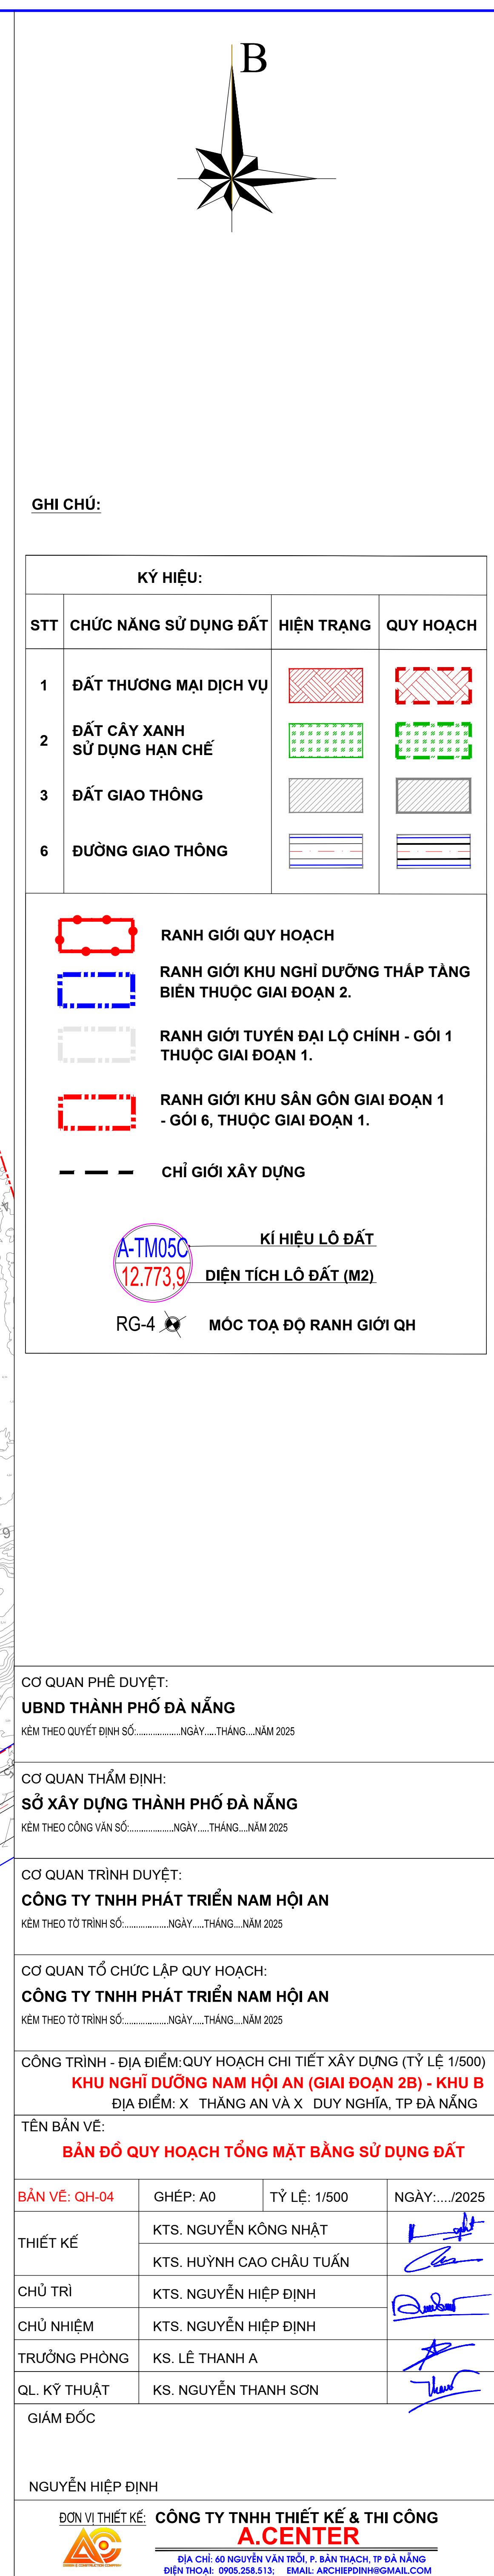 B
GHI CHÚ:
KÝ HIỆU:
STT CHỨC NĂNG SỬ DỤNG ĐẤT HIỆN TRẠNG QUY HOẠCH
1 ĐẤT THƯƠNG MẠI DỊCH VỤ
2 ĐẤT CÂY XANH
SỬ DỤNG HẠN CHẾ
3 ĐẤT GIAO THÔNG
6 ĐƯỜNG GIAO THÔNG
RANH GIỚI QUY HOẠCH
RANH GIỚI KHU NGHỈ DƯỠNG THẤP TẦNG
BIỂN THUỘC GIAI ĐOẠN 2.
RANH GIỚI TUYẾN ĐẠI LỘ CHÍNH - GÓI 1
THUỘC GIAI ĐOẠN 1.
RANH GIỚI KHU SÂN GÔN GIAI ĐOẠN 1
- GÓI 6, THUỘC GIAI ĐOẠN 1.
CHỈ GIỚI XÂY DỰNG
A-TM05C KÍ HIỆU LÔ ĐẤT
12.773,9 DIỆN TÍCH LÔ ĐẤT (M2)
RG-4 MỐC TOẠ ĐỘ RANH GIỚI QH
CƠ QUAN PHÊ DUYỆT:
UBND THÀNH PHỐ ĐÀ NẴNG
KÈM THEO QUYẾT ĐỊNH SỐ:...................NGÀY.....THÁNG....NĂM 2025
CƠ QUAN THẨM ĐỊNH:
SỞ XÂY DỰNG THÀNH PHỐ ĐÀ NẴNG
KÈM THEO CÔNG VĂN SỐ:...................NGÀY.....THÁNG....NĂM 2025
CƠ QUAN TRÌNH DUYỆT:
CÔNG TY TNHH PHÁT TRIỂN NAM HỘI AN
KÈM THEO TỜ TRÌNH SỐ:...................NGÀY.....THÁNG....NĂM 2025
CƠ QUAN TỔ CHỨC LẬP QUY HOẠCH:
CÔNG TY TNHH PHÁT TRIỂN NAM HỘI AN
KÈM THEO TỜ TRÌNH SỐ:...................NGÀY.....THÁNG....NĂM 2025
CÔNG TRÌNH - ĐỊA ĐIỂM: QUY HOẠCH CHI TIẾT XÂY DỰNG (TỶ LỆ 1/500)
KHU NGHĨ DƯỠNG NAM HỘI AN (GIAI ĐOẠN 2B) - KHU B
ĐỊA ĐIỂM: X THĂNG AN VÀ X DUY NGHĨA, TP ĐÀ NẴNG
TÊN BẢN VẼ:
BẢN ĐỒ QUY HOẠCH TỔNG MẶT BẰNG SỬ DỤNG ĐẤT
BẢN VẼ: QH-04 GHÉP: A0 TỶ LỆ: 1/500 NGÀY:..../2025
THIẾT KẾ KTS. NGUYỄN KÔNG NHẬT
KTS. HUỲNH CAO CHÂU TUẤN
CHỦ TRÌ KTS. NGUYỄN HIỆP ĐỊNH
CHỦ NHIỆM KTS. NGUYỄN HIỆP ĐỊNH
TRƯỞNG PHÒNG KS. LÊ THANH A
QL. KỸ THUẬT KS. NGUYỄN THANH SƠN
GIÁM ĐỐC
NGUYỄN HIỆP ĐỊNH
ĐƠN VỊ THIẾT KẾ: CÔNG TY TNHH THIẾT KẾ & THI CÔNG
A.CENTER
ĐỊA CHỈ: 60 NGUYỄN VĂN TRỖI, P. BÀN THẠCH, TP ĐÀ NẴNG
ĐIỆN THOẠI: 0905.258.513; EMAIL: ARCHIEPDINH@GMAIL.COM